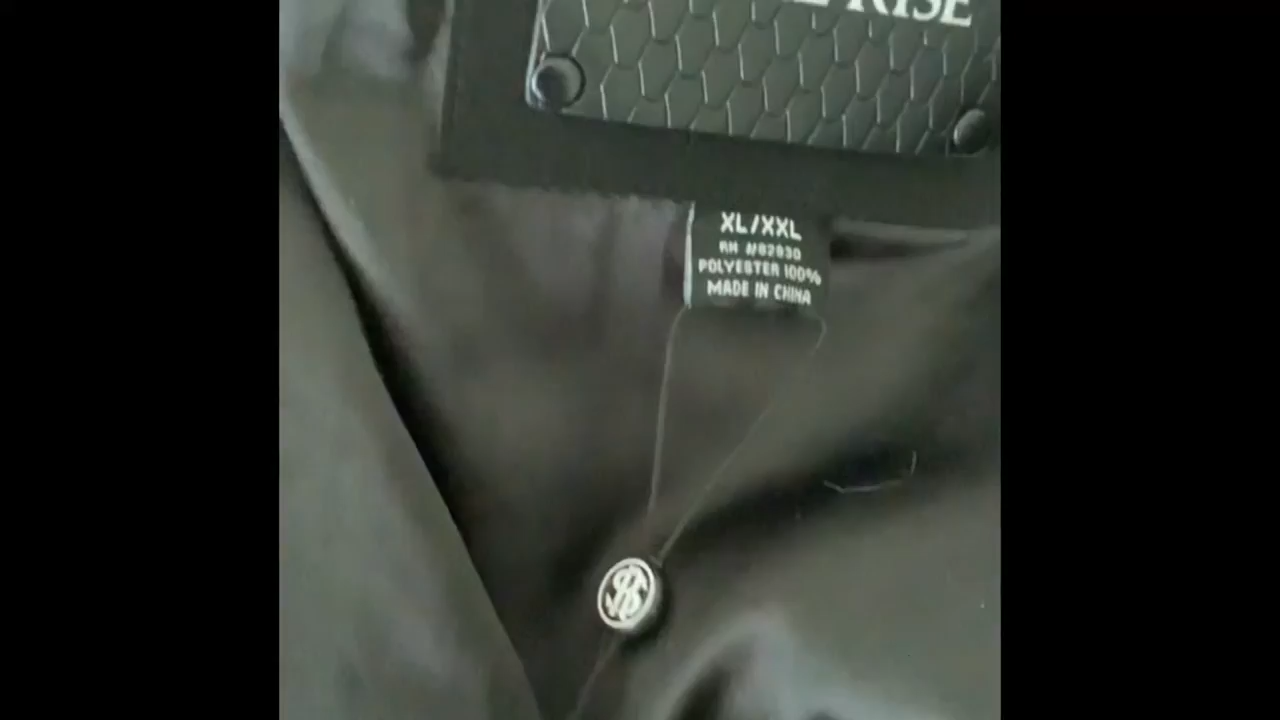 RISE
XL/XXL
RN #82930
POLYESTER 100%
MADE IN CHINA